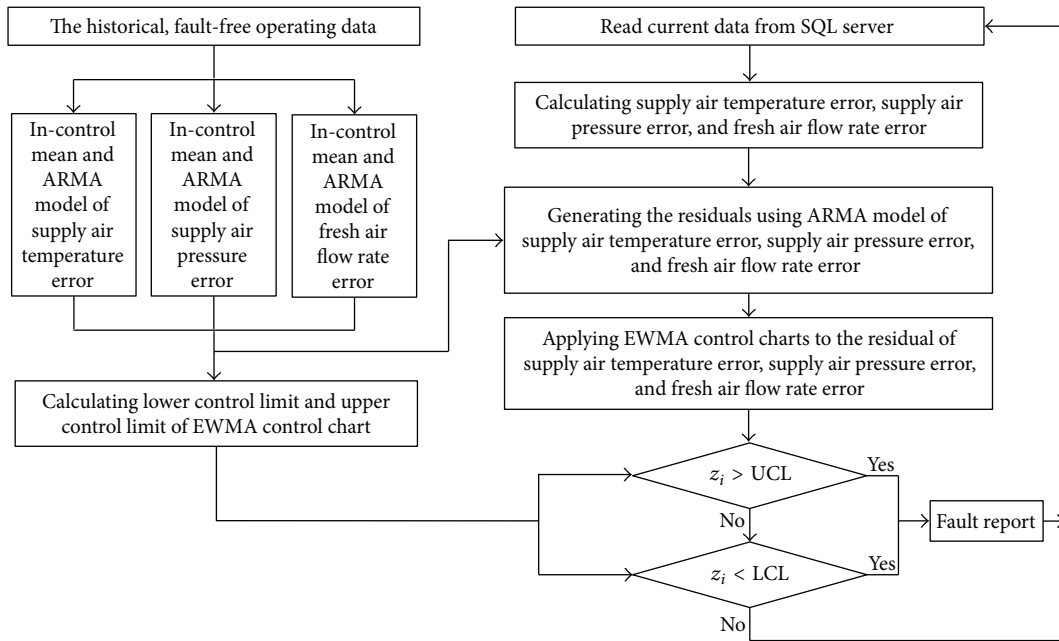 The historical, fault-free operating data
In-control
mean and
ARMA
model of
supply air
temperature
error
In-control
mean and
ARMA
model of
supply air
pressure
error
In-control
mean and
ARMA
model of
fresh air
flow rate
error
Calculating lower control limit and upper
control limit of EWMA control chart
Read current data from SQL server
Calculating supply air temperature error, supply air
pressure error, and fresh air flow rate error
Generating the residuals using ARMA model of
supply air temperature error, supply air pressure error,
and fresh air flow rate error
Applying EWMA control charts to the residual of
supply air temperature error, supply air pressure error,
and fresh air flow rate error
z_i > UCL
Yes
No
Fault report
z_i < LCL
Yes
No